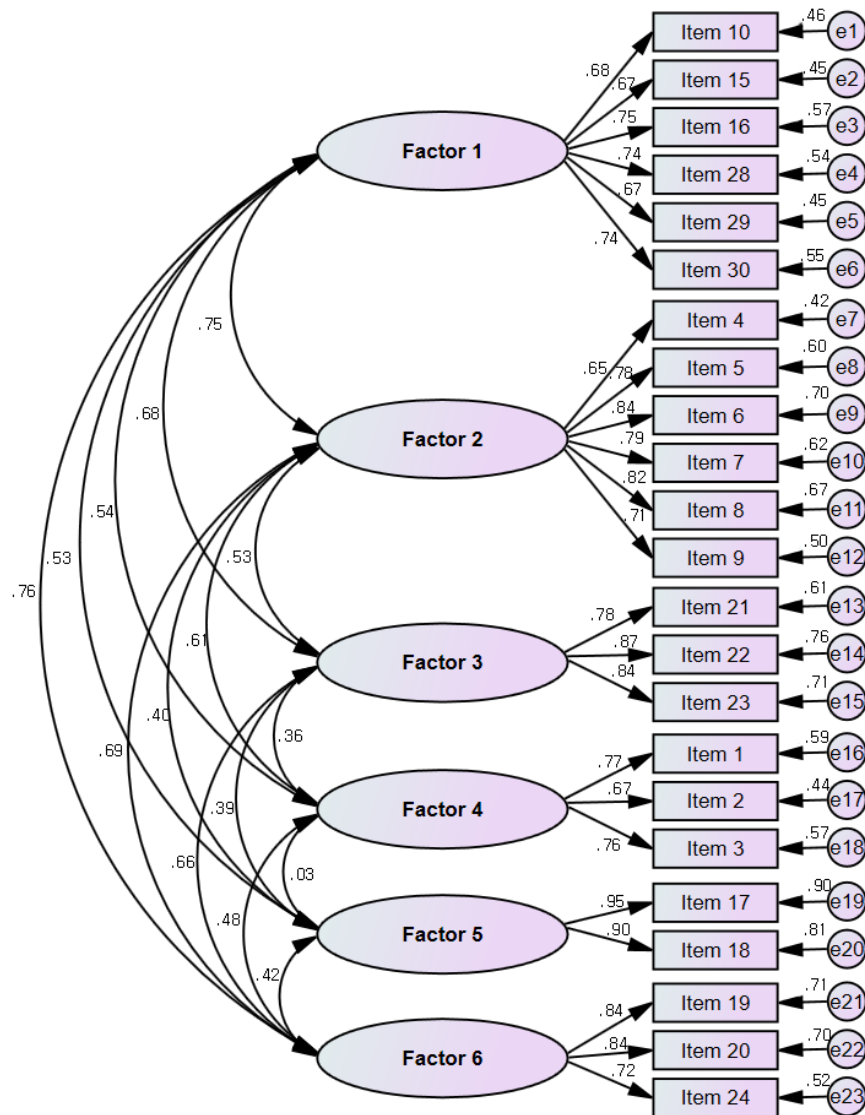 .46
Item 10
e1
.68
.45
Item 15
e2
.67
.57
Item 16
e3
.75
Factor 1
.54
Item 28
e4
.74
.45
Item 29
e5
.67
.55
Item 30
e6
.74
.42
Item 4
e7
.75
.60
Item 5
e8
.65
.78
.70
Item 6
e9
.84
.68
Factor 2
.62
Item 7
e10
.79
.67
Item 8
e11
.82
.54
.50
Item 9
e12
.71
.53
.53
.76
.61
Item 21
e13
.78
.61
.76
Item 22
e14
.87
Factor 3
.71
Item 23
e15
.84
.40
.69
.36
.59
Item 1
e16
.77
.44
Item 2
e17
.67
Factor 4
.39
.57
Item 3
e18
.76
.66
.03
.90
Item 17
e19
.95
.48
Factor 5
.81
Item 18
e20
.90
.42
.71
Item 19
e21
.84
.70
Item 20
e22
.84
Factor 6
.52
Item 24
e23
.72